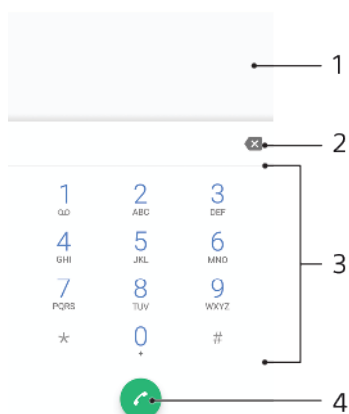 1
2
1 2 3
ABC DEF
4 5 6
GHI JKL MNO
3
7 8 9
PQRS TUV WXYZ
* 0 #
+
4